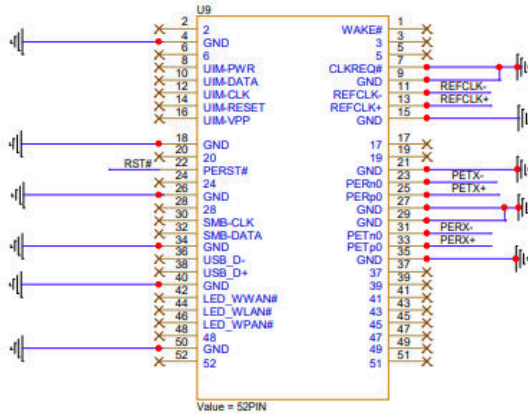 U9
2 2 WAKE# 1
4 GND 3 3
6 6 5 5
8 UIM-PWR CLKREQ# 7
10 UIM-DATA GND 9
12 UIM-CLK REFCLK- 11 REFCLK-
14 UIM-RESET REFCLK+ 13 REFCLK+
16 UIM-VPP GND 15
18 GND 17 17
20 20 19 19
RST# 22 PERST# GND 21
24 24 PERn0 23 PETX-
26 GND PERp0 25 PETX+
28 28 GND 27
30 SMB-CLK GND 29
32 SMB-DATA PETn0 31 PERX-
34 GND PETp0 33 PERX+
36 USB_D- GND 35
38 USB_D+ 37 37
40 GND 39 39
42 LED_WWAN# 41 41
44 LED_WLAN# 43 43
46 LED_WPAN# 45 45
48 48 47 47
50 GND 49 49
52 52 51 51
Value = 52PIN